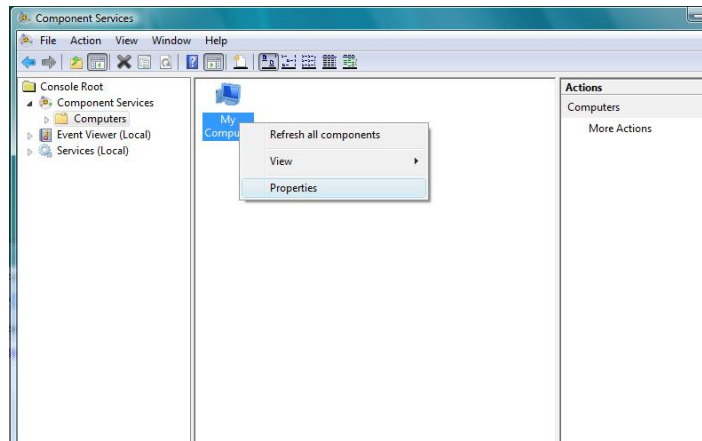 Component Services
File Action View Window Help
Console Root
Component Services
Computers
Event Viewer (Local)
Services (Local)
My
Compu
Refresh all components
View
Properties
Actions
Computers
More Actions